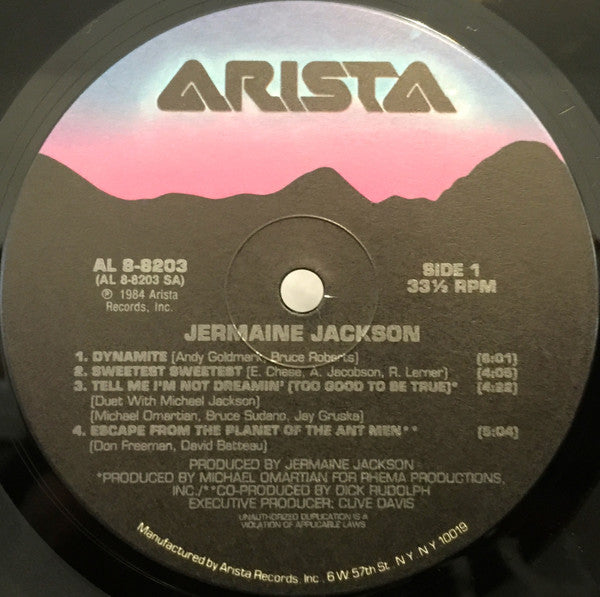 ARISTA
AL 8-8203
(AL 8-8203 SA)
℗ 1984 Arista
Records, Inc.
SIDE 1
33⅓ RPM
JERMAINE JACKSON
1. DYNAMITE [Andy Goldmark, Bruce Roberts] [6:01]
2. SWEETEST SWEETEST [E. Chase, A. Jacobson, R. Lerner] [4:05]
3. TELL ME I'M NOT DREAMIN' [TOO GOOD TO BE TRUE]* [4:22]
[Duet With Michael Jackson]
[Michael Omartian, Bruce Sudano, Jay Gruska]
4. ESCAPE FROM THE PLANET OF THE ANT MEN** [5:04]
[Don Freeman, David Batteau]
PRODUCED BY JERMAINE JACKSON
*PRODUCED BY MICHAEL OMARTIAN FOR RHEMA PRODUCTIONS,
INC./**CO-PRODUCED BY DICK RUDOLPH
EXECUTIVE PRODUCER: CLIVE DAVIS
UNAUTHORIZED DUPLICATION IS A
VIOLATION OF APPLICABLE LAWS
Manufactured by Arista Records, Inc. 6 W. 57th St. N.Y. N.Y. 10019